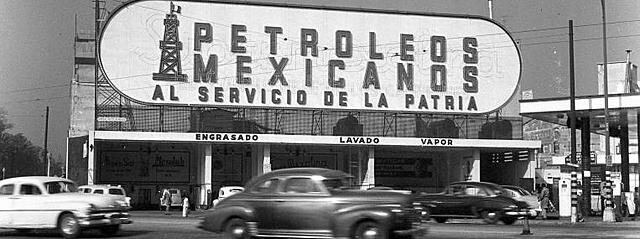 PETROLEOS
MEXICANOS
AL SERVICIO DE LA PATRIA
ENGRASADO LAVADO VAPOR